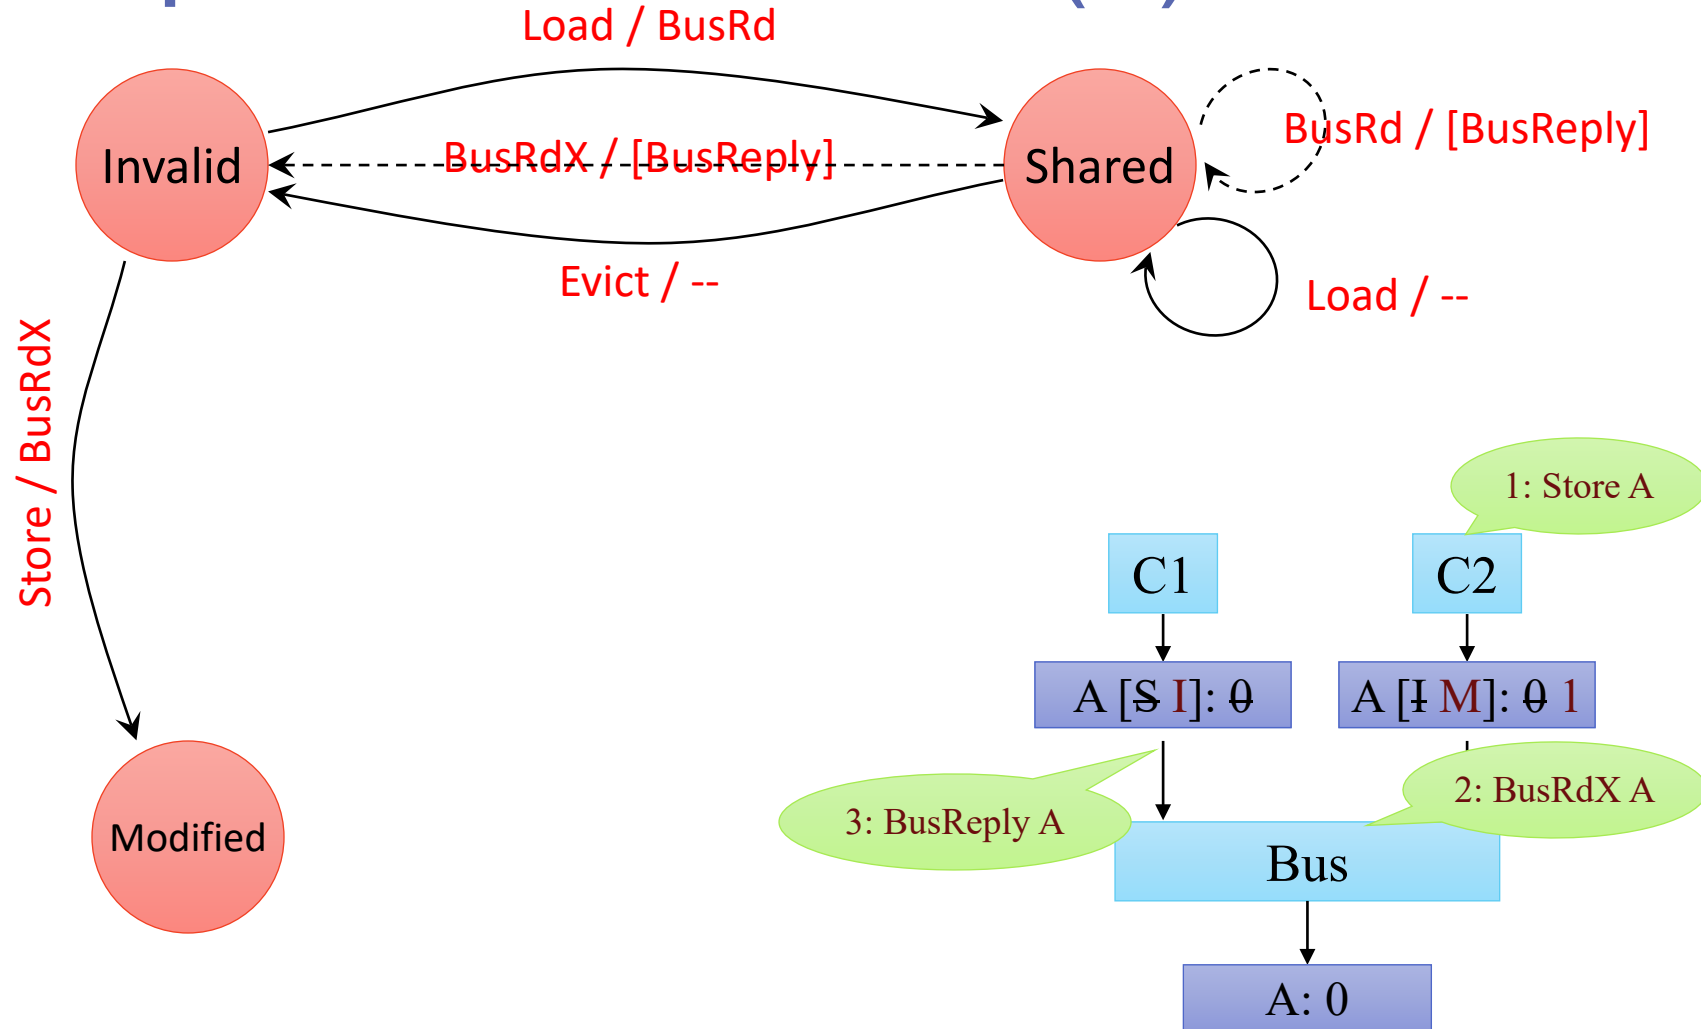 Load / BusRd
Invalid
BusRdX / [BusReply]
Shared
BusRd / [BusReply]
Evict / --
Load / --
Store / BusRdX
Modified
1: Store A
C1
C2
A [S I]: 0
A [I M]: 0 1
2: BusRdX A
3: BusReply A
Bus
A: 0